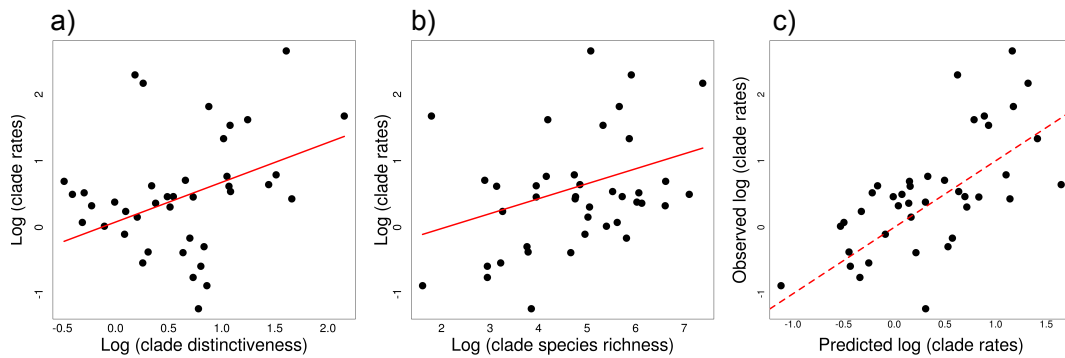 a)
Log (clade rates)
2
1
0
-1
-0.5 0.0 0.5 1.0 1.5 2.0
Log (clade distinctiveness)
b)
Log (clade rates)
2
1
0
-1
2 3 4 5 6 7
Log (clade species richness)
c)
Observed log (clade rates)
2
1
0
-1
-1.0 -0.5 0.0 0.5 1.0 1.5
Predicted log (clade rates)